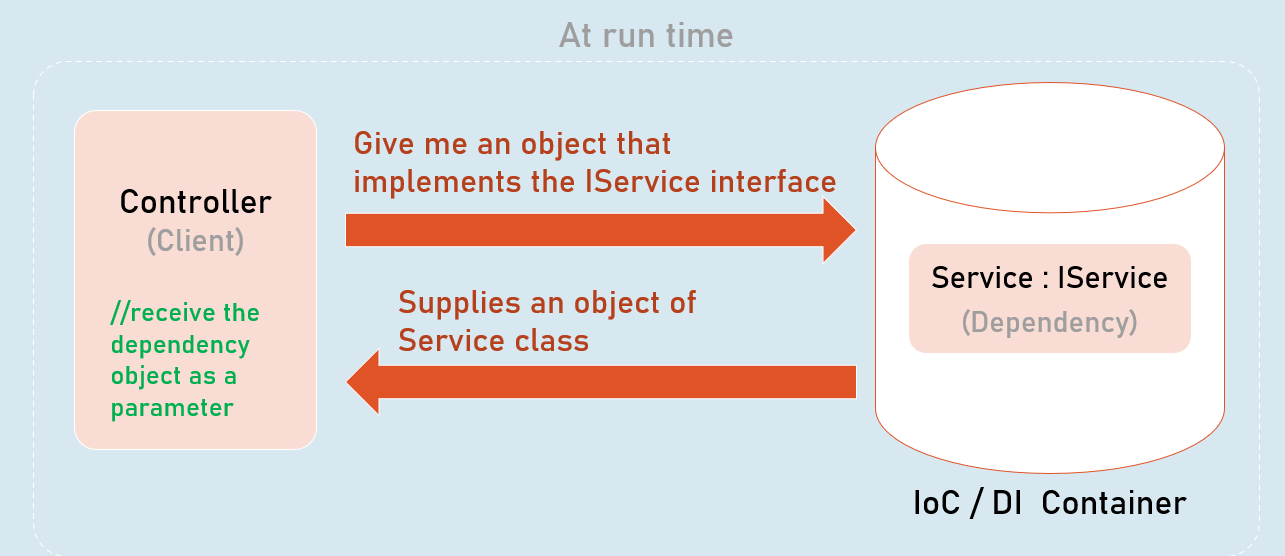 At run time
Give me an object that
implements the IService interface
Controller
(Client)
//receive the
dependency
object as a
parameter
Supplies an object of
Service class
Service : IService
(Dependency)
IoC / DI Container